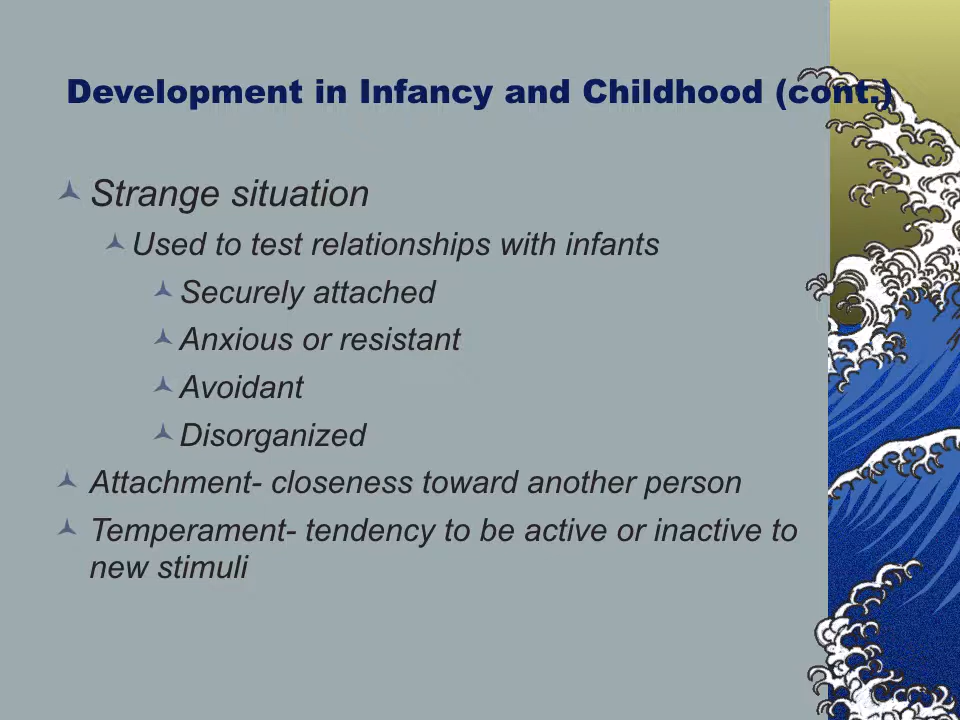 Development in Infancy and Childhood (cont.)
Strange situation
Used to test relationships with infants
Securely attached
Anxious or resistant
Avoidant
Disorganized
Attachment- closeness toward another person
Temperament- tendency to be active or inactive to
new stimuli